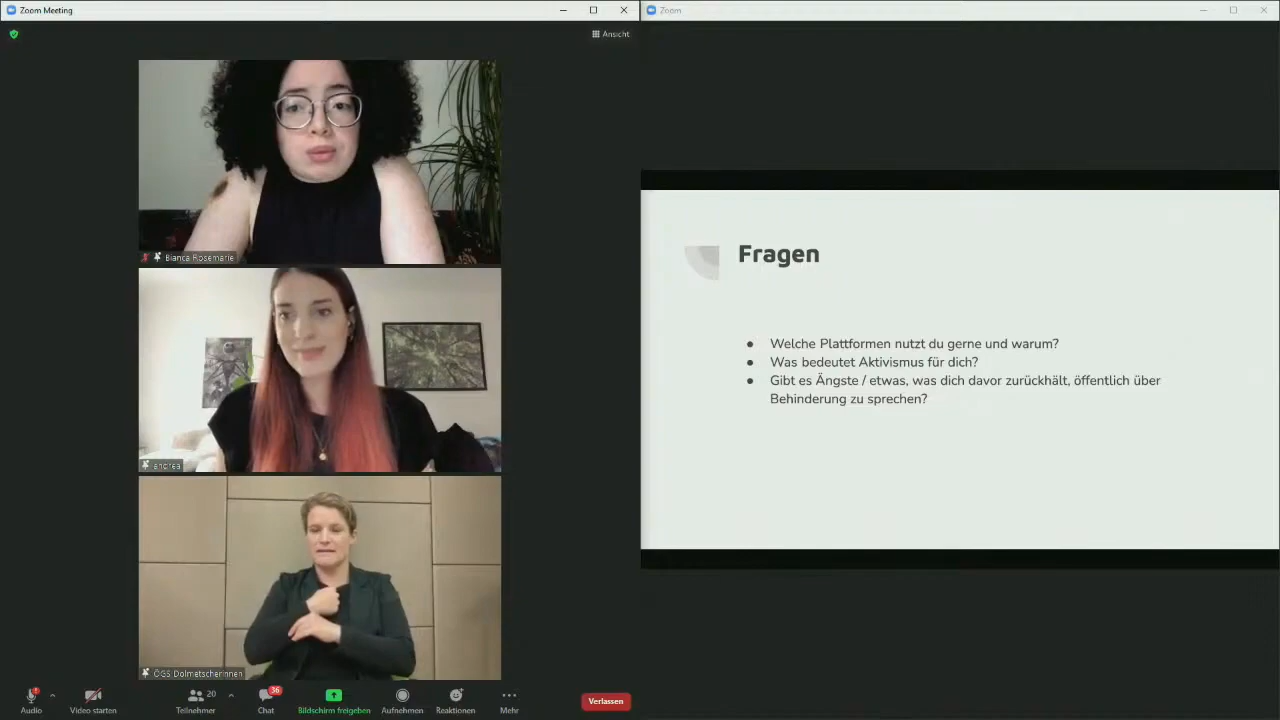 Zoom Meeting
Zoom
Ansicht
Bianca Rosemarie
Fragen
Welche Plattformen nutzt du gerne und warum?
Was bedeutet Aktivismus für dich?
Gibt es Ängste / etwas, was dich davor zurückhält, öffentlich über
Behinderung zu sprechen?
andrea
ÖGS DolmetscherInnen
20
36
Audio
Video starten
Teilnehmer
Chat
Bildschirm freigeben
Aufnehmen
Reaktionen
Mehr
Verlassen